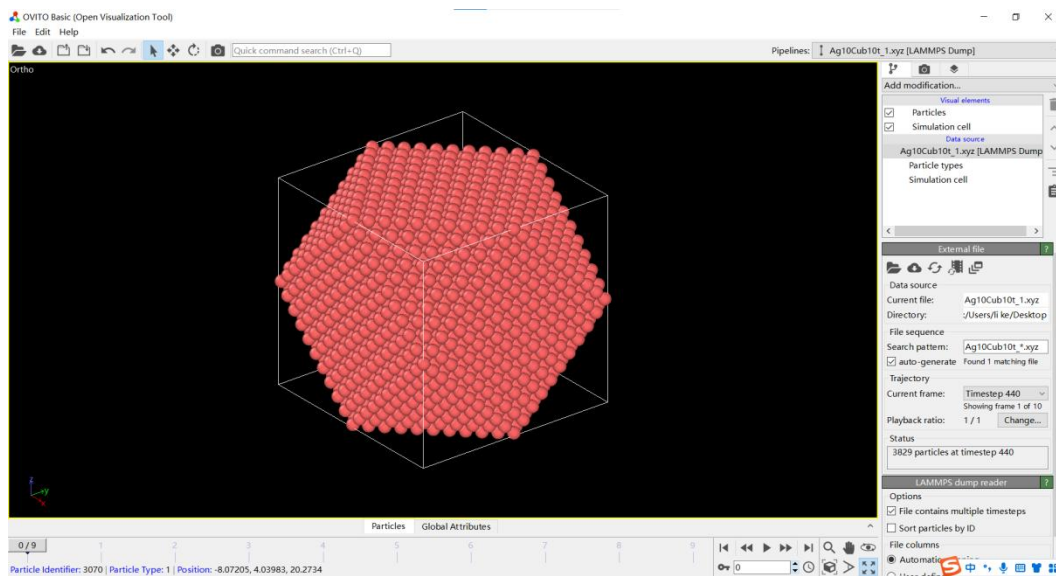 OVITO Basic (Open Visualization Tool)
File Edit Help
Quick command search (Ctrl+Q)
Pipelines: Ag10Cub10t_1.xyz [LAMMPS Dump]
Ortho
Add modification...
Visual elements
Particles
Simulation cell
Data source
Ag10Cub10t_1.xyz [LAMMPS Dump
Particle types
Simulation cell
External file ?
Data source
Current file: Ag10Cub10t_1.xyz
Directory: :/Users/li ke/Desktop
File sequence
Search pattern: Ag10Cub10t_*.xyz
auto-generate Found 1 matching file
Trajectory
Current frame: Timestep 440
Showing frame 1 of 10
Playback ratio: 1 / 1 Change...
Status
3829 particles at timestep 440
LAMMPS dump reader ?
Options
File contains multiple timesteps
Sort particles by ID
File columns
z
y
Particles Global Attributes
0/9 1 2 3 4 5 6 7 8 9
0
Particle Identifier: 3070 | Particle Type: 1 | Position: -8.07205, 4.03983, 20.2734
S 中